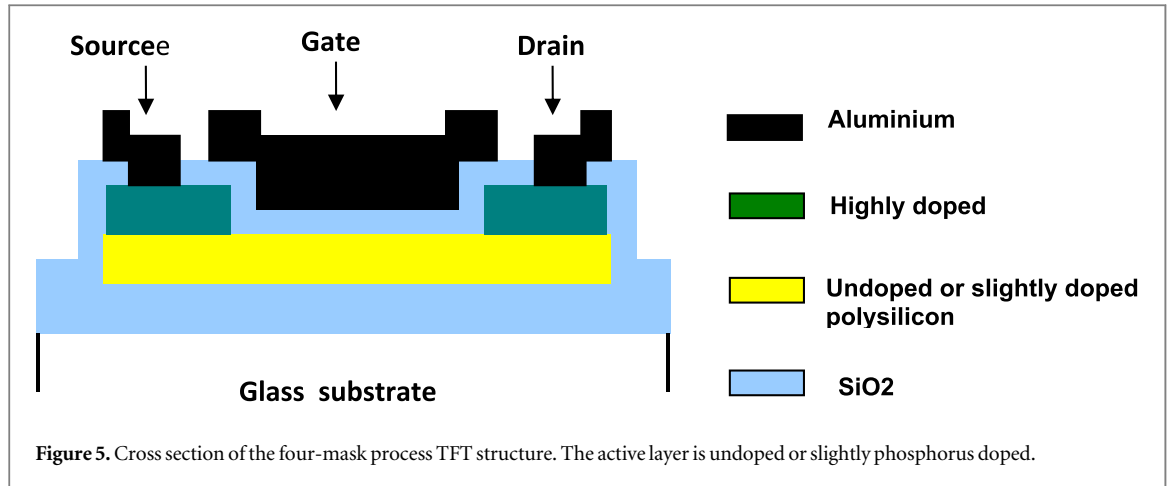 Sourcee
Gate
Drain
Aluminium
Highly doped
Undoped or slightly doped
polysilicon
SiO2
Glass substrate
Figure 5. Cross section of the four-mask process TFT structure. The active layer is undoped or slightly phosphorus doped.